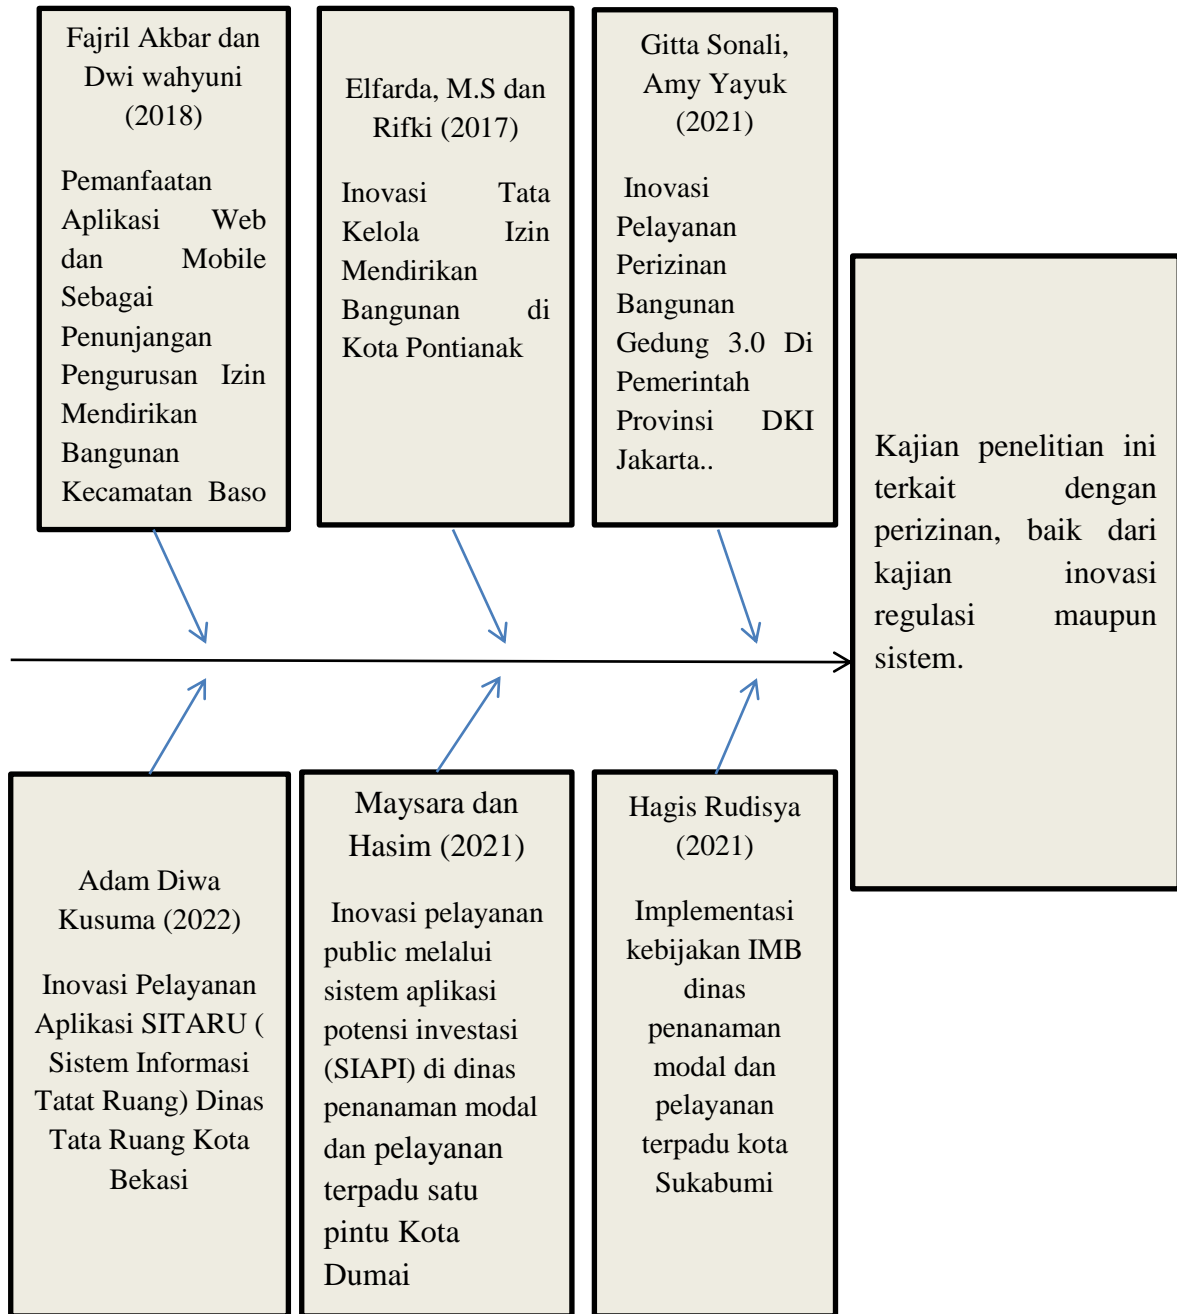 Fajril Akbar dan
Dwi wahyuni
(2018)
Pemanfaatan
Aplikasi Web
dan Mobile
Sebagai
Penunjangan
Pengurusan Izin
Mendirikan
Bangunan
Kecamatan Baso
Elfarda, M.S dan
Rifki (2017)
Inovasi Tata
Kelola Izin
Mendirikan
Bangunan di
Kota Pontianak
Gitta Sonali,
Amy Yayuk
(2021)
Inovasi
Pelayanan
Perizinan
Bangunan
Gedung 3.0 Di
Pemerintah
Provinsi DKI
Jakarta..
Kajian penelitian ini
terkait dengan
perizinan, baik dari
kajian inovasi
regulasi maupun
sistem.
Adam Diwa
Kusuma (2022)
Inovasi Pelayanan
Aplikasi SITARU (
Sistem Informasi
Tatat Ruang) Dinas
Tata Ruang Kota
Bekasi
Maysara dan
Hasim (2021)
Inovasi pelayanan
public melalui
sistem aplikasi
potensi investasi
(SIAPI) di dinas
penanaman modal
dan pelayanan
terpadu satu
pintu Kota
Dumai
Hagis Rudisya
(2021)
Implementasi
kebijakan IMB
dinas
penanaman
modal dan
pelayanan
terpadu kota
Sukabumi